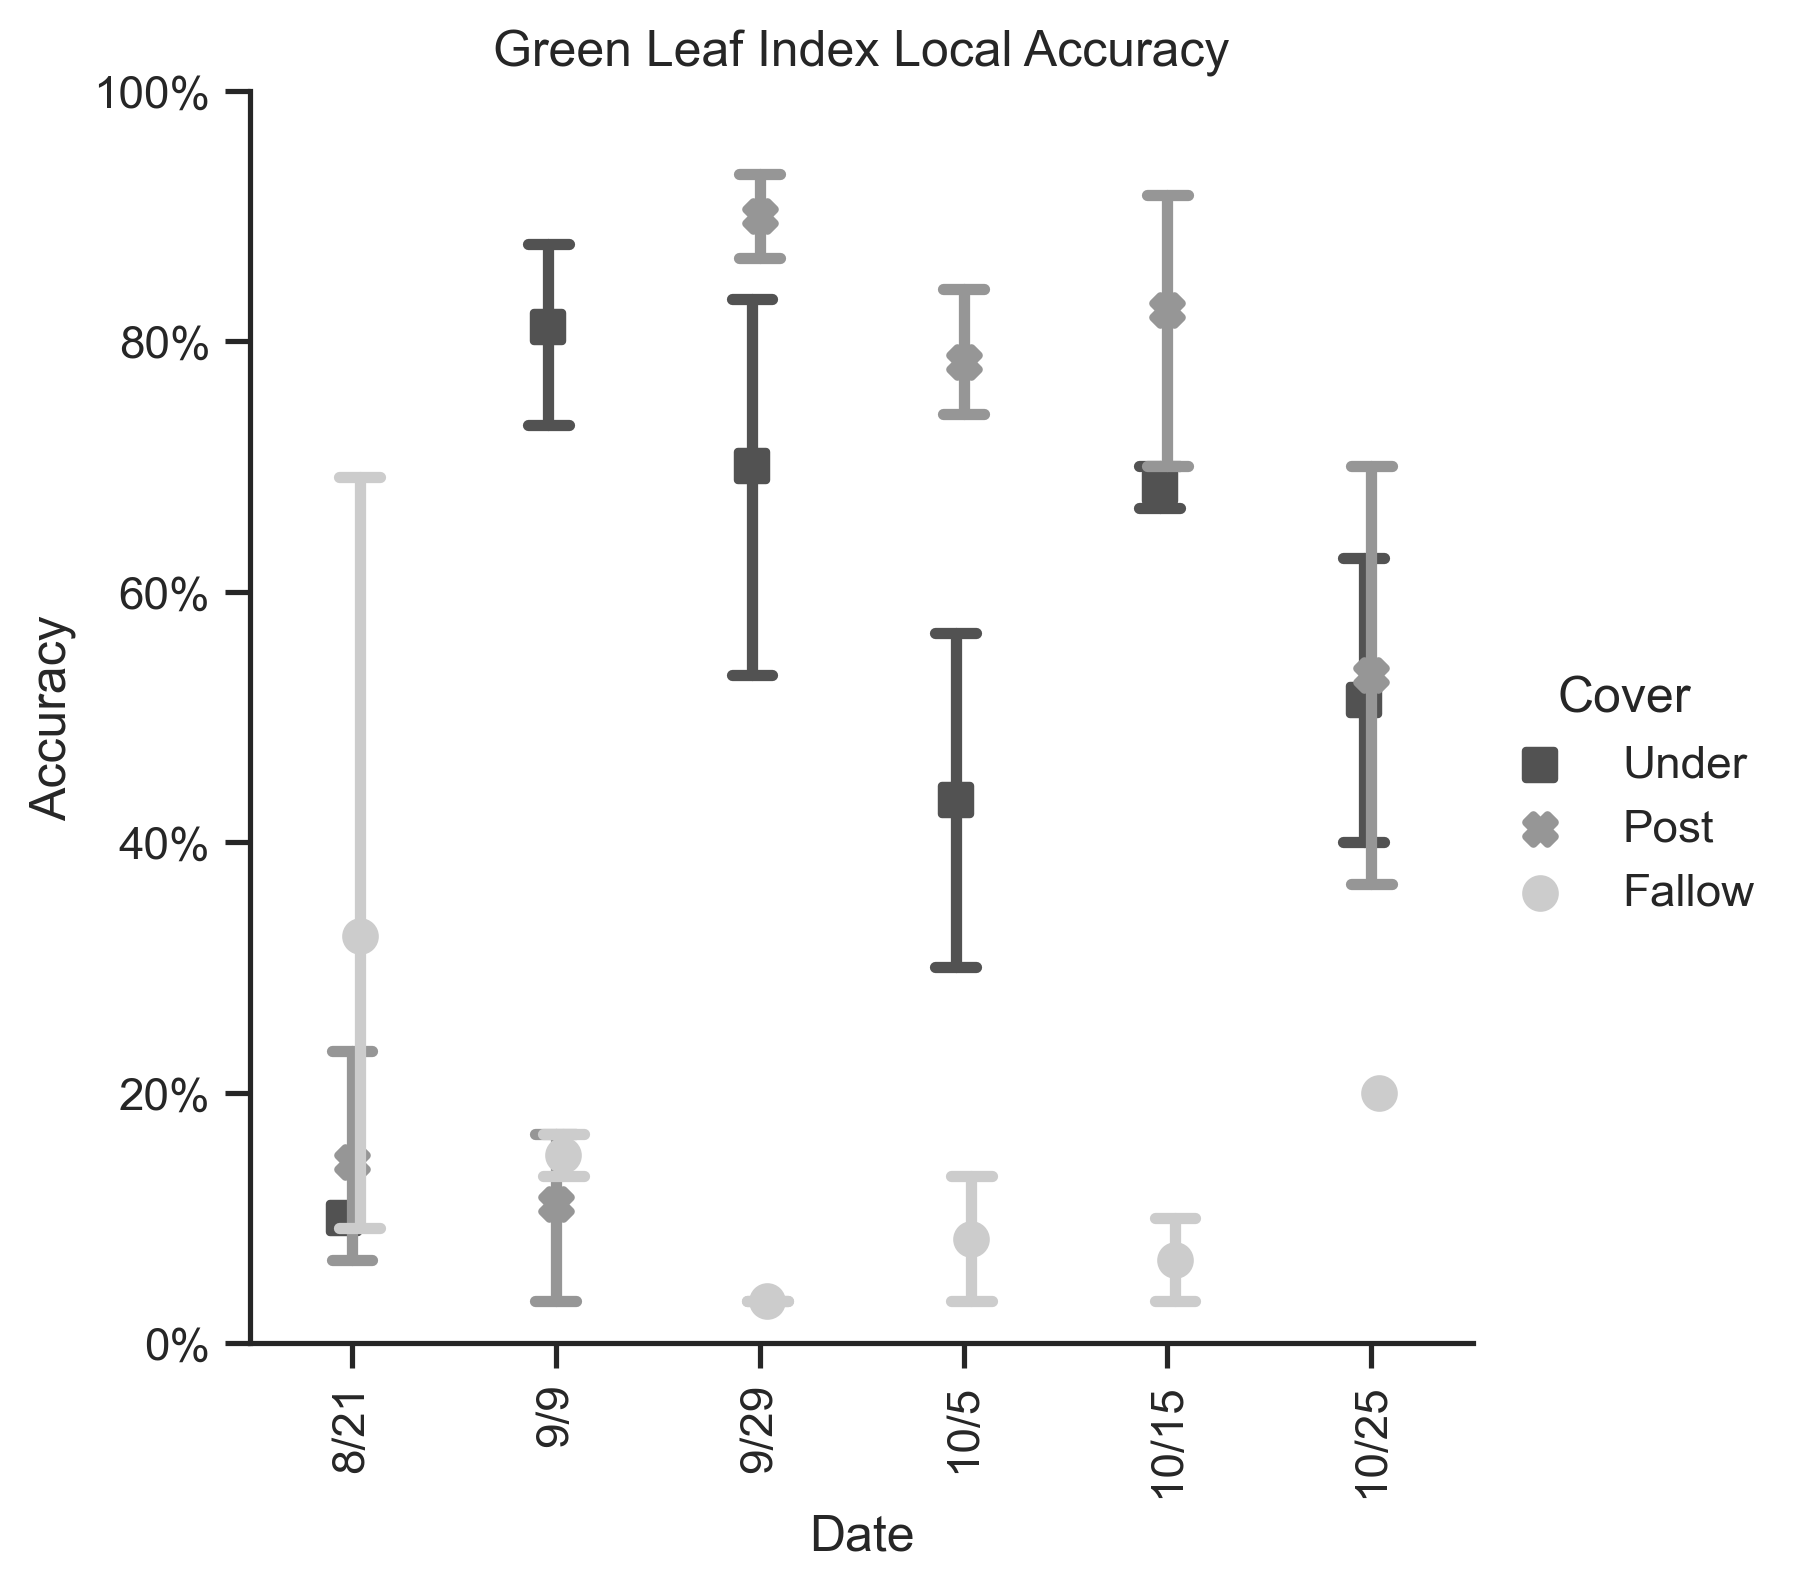 Green Leaf Index Local Accuracy
100%
80%
60%
40%
20%
0%
Accuracy
8/21
9/9
9/29
10/5
10/15
10/25
Date
Cover
Under
Post
Fallow